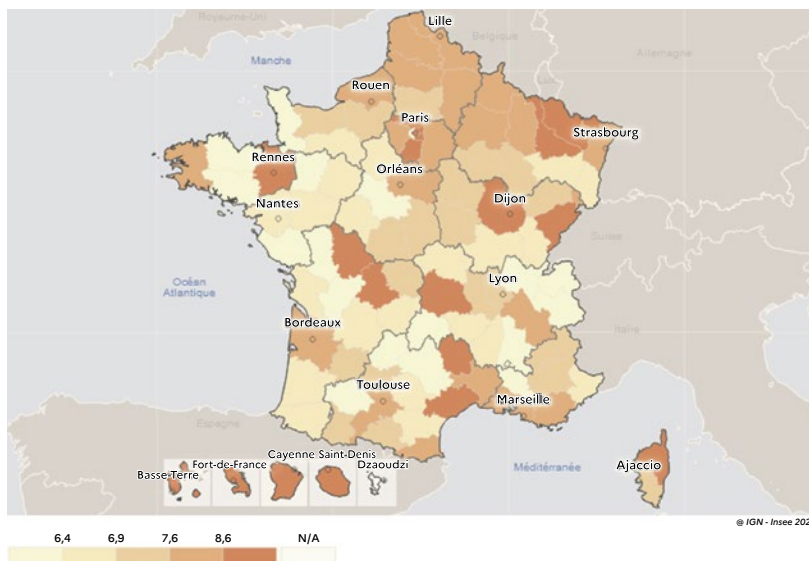 Lille
Royaume-Uni
Belgique
Manche
Allemagne
Rouen
Paris
Strasbourg
Rennes
Orléans
Nantes
Dijon
Suisse
Océan
Atlantique
Lyon
Bordeaux
Italie
Toulouse
Marseille
Espagne
Cayenne Saint-Denis
Fort-de-France
Dzaoudzi
Basse-Terre
Méditérranée
Ajaccio
@ IGN - Insee 202
6,4 6,9 7,6 8,6 N/A